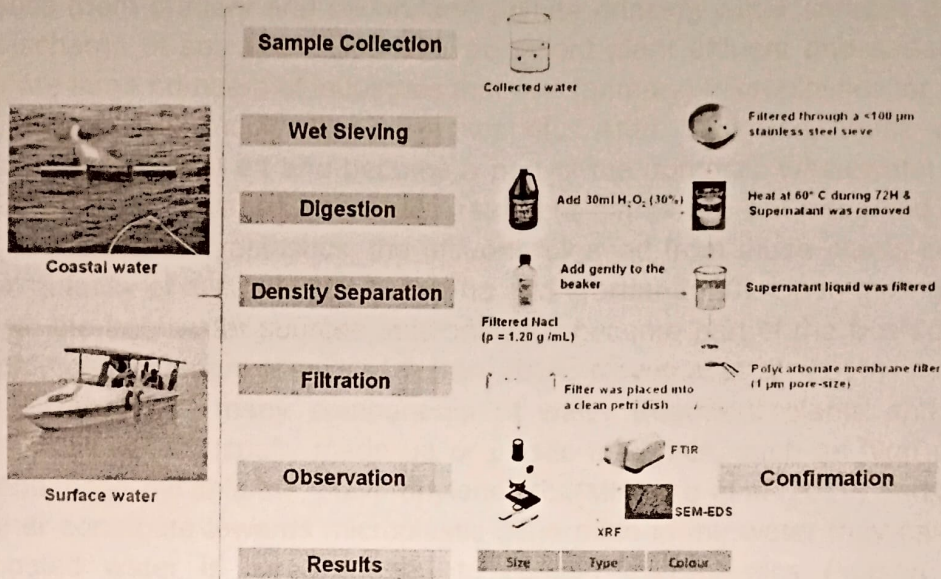 Sample Collection
Collected water
Wet Sieving
Filtered through a <100 µm
stainless steel sieve
Digestion
Add 30ml H₂O₂ (30%)
Heat at 60° C during 72H &
Supernatant was removed
Coastal water
Density Separation
Add gently to the
beaker
Supernatant liquid was filtered
Filtered Nacl
(ρ = 1.20 g /mL)
Filtration
Filter was placed into
a clean petri dish
Polycarbonate membrane filter
(1 µm pore-size)
Surface water
Observation
FTIR
SEM-EDS
XRF
Confirmation
Results
Size
Type
Colour